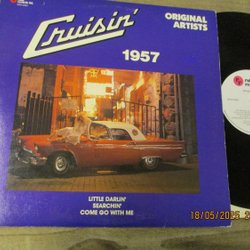 Cruisin'
ORIGINAL
ARTISTS
1957
LITTLE DARLIN'
SEARCHIN'
COME GO WITH ME